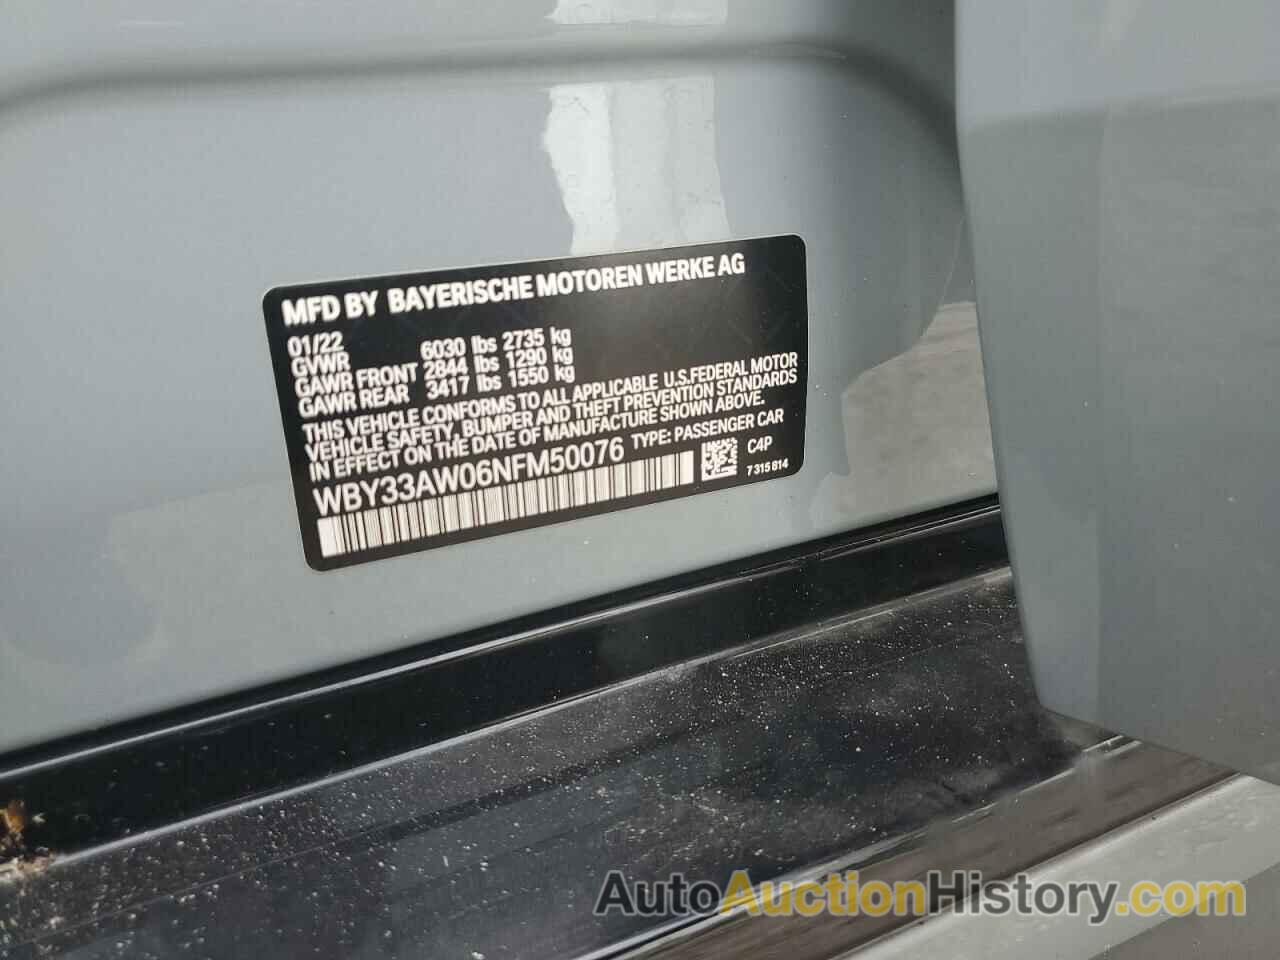 MFD BY BAYERISCHE MOTOREN WERKE AG
01/22
GVWR 6030 lbs 2735 kg
GAWR FRONT 2844 lbs 1290 kg
GAWR REAR 3417 lbs 1550 kg
THIS VEHICLE CONFORMS TO ALL APPLICABLE U.S.FEDERAL MOTOR
VEHICLE SAFETY, BUMPER AND THEFT PREVENTION STANDARDS
IN EFFECT ON THE DATE OF MANUFACTURE SHOWN ABOVE.
WBY33AW06NFM50076 TYPE: PASSENGER CAR
C4P
7 315 814
AutoAuctionHistory.com